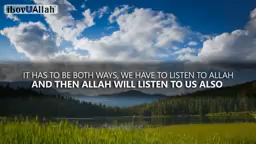 iLovUAllah
IT HAS TO BE BOTH WAYS, WE HAVE TO LISTEN TO ALLAH
AND THEN ALLAH WILL LISTEN TO US ALSO